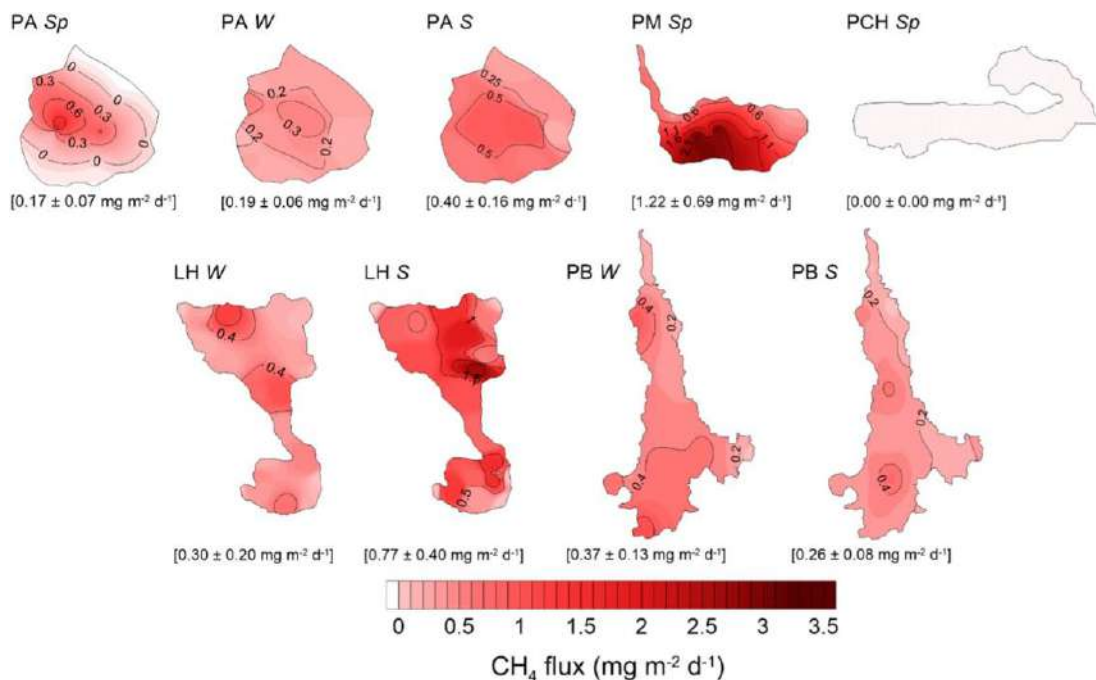 PA Sp PA W PA S PM Sp PCH Sp
0 0.3 0 0.6 0.3 0 0.3 0 0
0.2 0.3 0.2 0.2
0.25 0.5 0.5
0.6 0.6 1.1
[0.17 ± 0.07 mg m⁻² d⁻¹] [0.19 ± 0.06 mg m⁻² d⁻¹] [0.40 ± 0.16 mg m⁻² d⁻¹] [1.22 ± 0.69 mg m⁻² d⁻¹] [0.00 ± 0.00 mg m⁻² d⁻¹]
LH W LH S PB W PB S
0.4 0.4
1 0.5
0.4 0.2 0.4 0.2
0.2 0.2 0.4
[0.30 ± 0.20 mg m⁻² d⁻¹] [0.77 ± 0.40 mg m⁻² d⁻¹] [0.37 ± 0.13 mg m⁻² d⁻¹] [0.26 ± 0.08 mg m⁻² d⁻¹]
0 0.5 1 1.5 2 2.5 3 3.5
CH₄ flux (mg m⁻² d⁻¹)